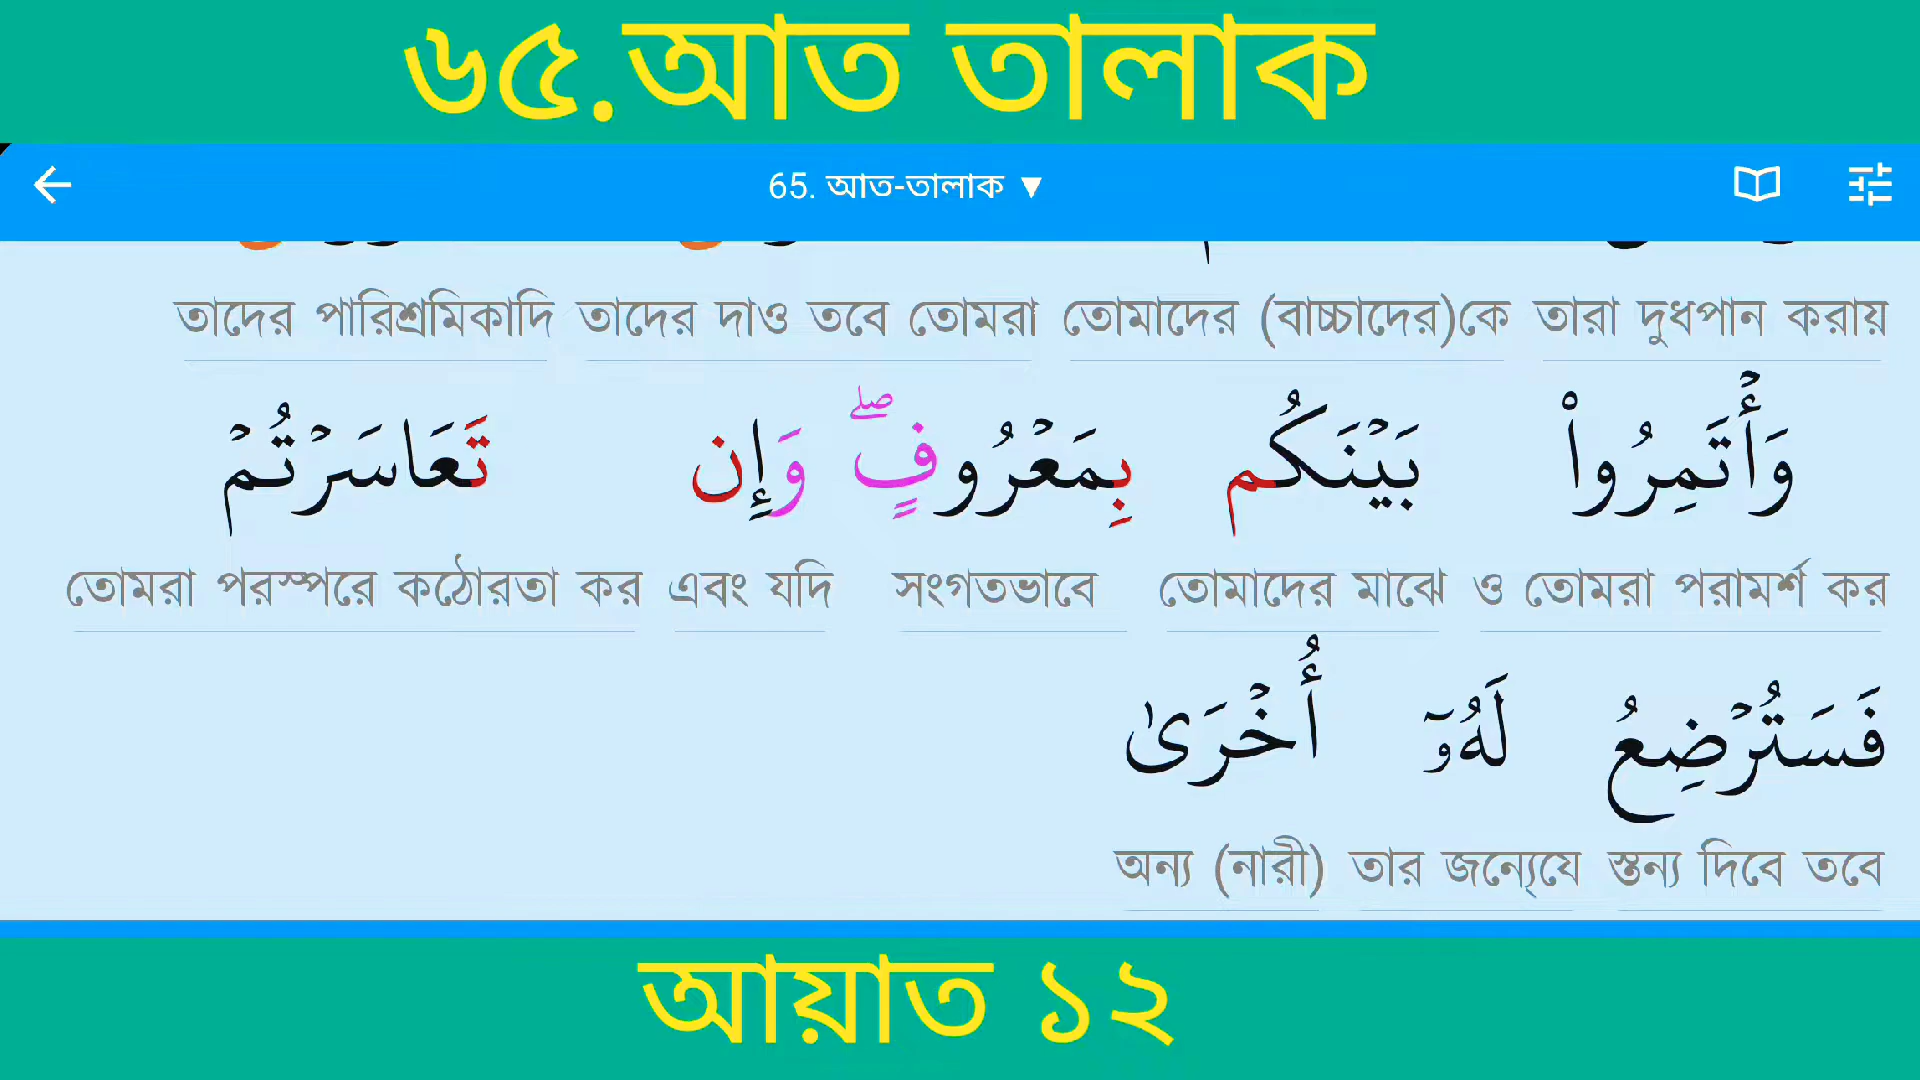 ৬৫.আত তালাক
65. আত-তালাক ▼
তাদের পারিশ্রমিকাদি তাদের দাও তবে তোমরা তোমাদের (বাচ্চাদের)কে তারা দুধপান করায়
وَأۡتَمِرُواْ بَيۡنَكُم بِمَعۡرُوفٖۖ وَإِن تَعَاسَرۡتُمۡ
তোমরা পরস্পরে কঠোরতা কর এবং যদি সংগতভাবে তোমাদের মাঝে ও তোমরা পরামর্শ কর
فَسَتُرۡضِعُ لَهُۥٓ أُخۡرَىٰ
অন্য (নারী) তার জন্যেযে স্তন্য দিবে তবে
আয়াত ১২